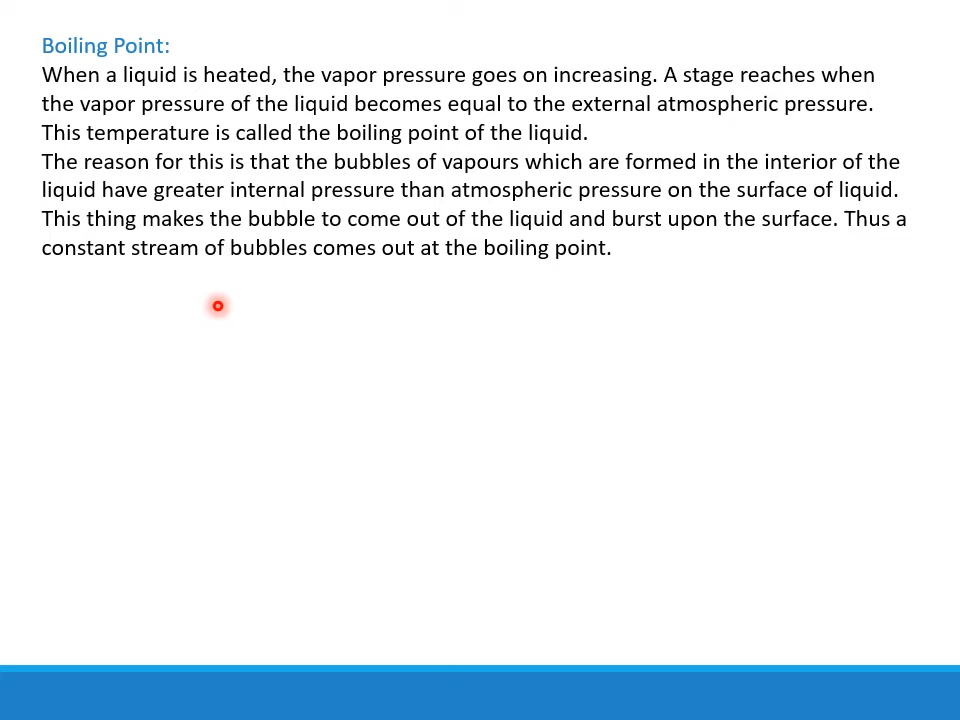 Boiling Point:
When a liquid is heated, the vapor pressure goes on increasing. A stage reaches when
the vapor pressure of the liquid becomes equal to the external atmospheric pressure.
This temperature is called the boiling point of the liquid.
The reason for this is that the bubbles of vapours which are formed in the interior of the
liquid have greater internal pressure than atmospheric pressure on the surface of liquid.
This thing makes the bubble to come out of the liquid and burst upon the surface. Thus a
constant stream of bubbles comes out at the boiling point.